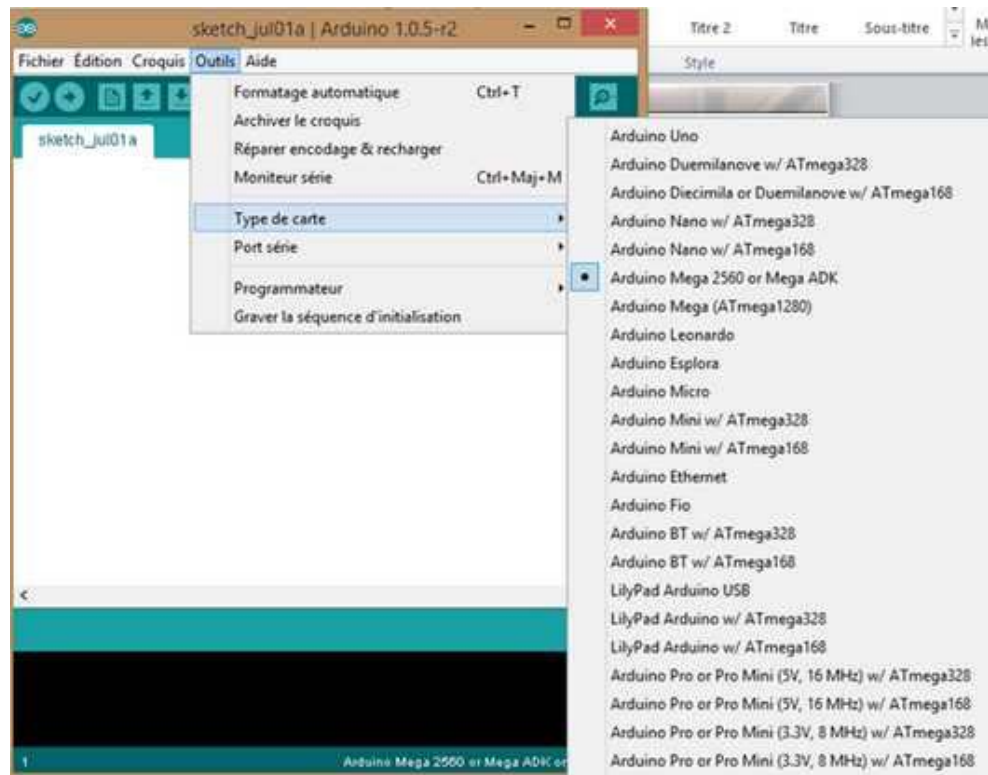 sketch_jul01a | Arduino 1.0.5-r2
Titre 2 Titre Sous-titre
Style
Fichier Édition Croquis Outils Aide
sketch_jul01a
Formatage automatique Ctrl+T
Archiver le croquis
Réparer encodage & recharger
Moniteur série Ctrl+Maj+M
Type de carte
Port série
Programmateur
Graver la séquence d'initialisation
Arduino Uno
Arduino Duemilanove w/ ATmega328
Arduino Diecimila or Duemilanove w/ ATmega168
Arduino Nano w/ ATmega328
Arduino Nano w/ ATmega168
Arduino Mega 2560 or Mega ADK
Arduino Mega (ATmega1280)
Arduino Leonardo
Arduino Esplora
Arduino Micro
Arduino Mini w/ ATmega328
Arduino Mini w/ ATmega168
Arduino Ethernet
Arduino Fio
Arduino BT w/ ATmega328
Arduino BT w/ ATmega168
LilyPad Arduino USB
LilyPad Arduino w/ ATmega328
LilyPad Arduino w/ ATmega168
Arduino Pro or Pro Mini (5V, 16 MHz) w/ ATmega328
Arduino Pro or Pro Mini (5V, 16 MHz) w/ ATmega168
Arduino Pro or Pro Mini (3.3V, 8 MHz) w/ ATmega328
Arduino Pro or Pro Mini (3.3V, 8 MHz) w/ ATmega168
1 Arduino Mega 2560 or Mega ADK